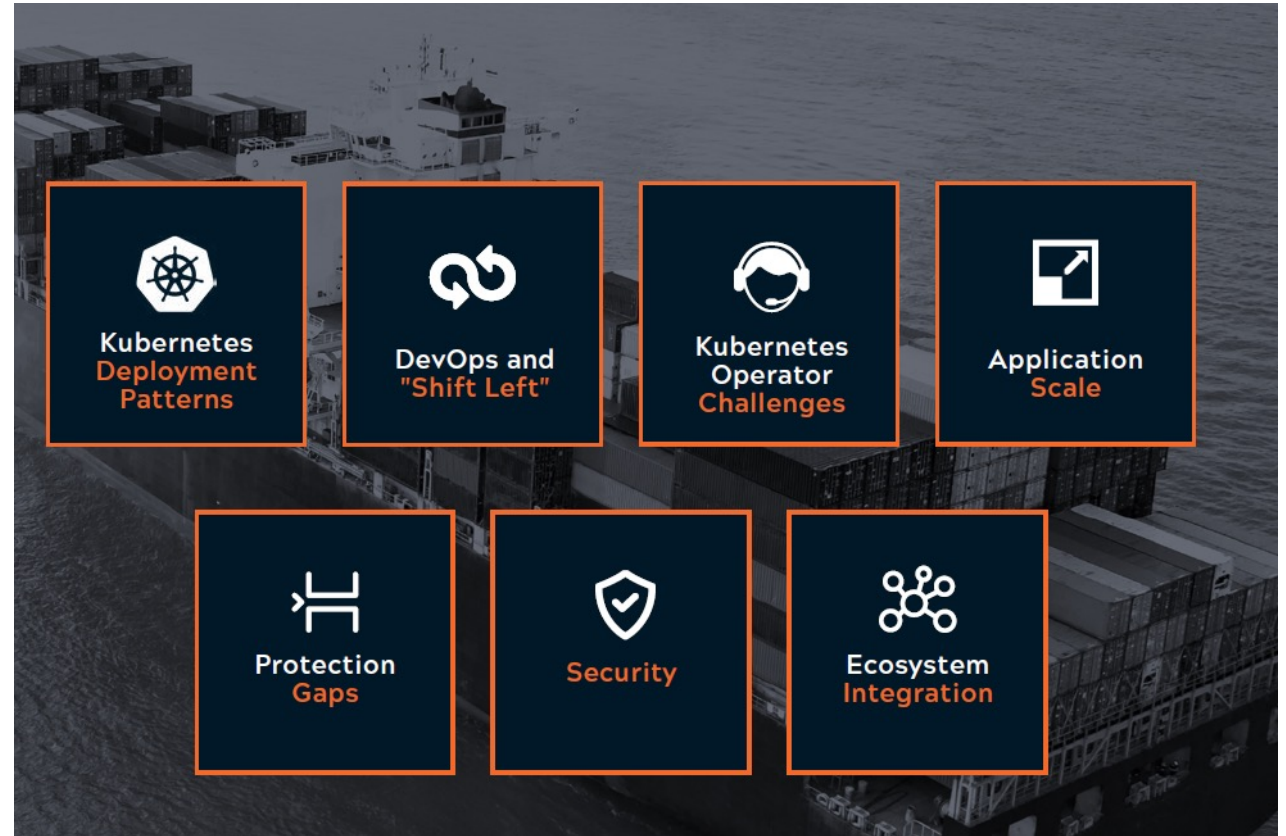 Kubernetes
Deployment
Patterns
DevOps and
"Shift Left"
Kubernetes
Operator
Challenges
Application
Scale
Protection
Gaps
Security
Ecosystem
Integration